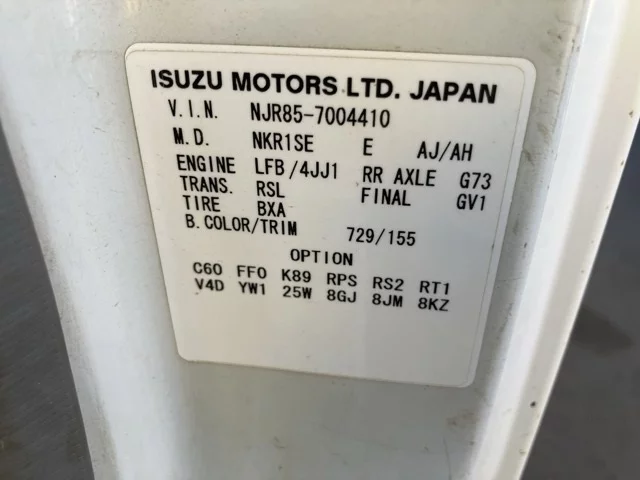 ISUZU MOTORS LTD. JAPAN
V.I.N. NJR85-7004410
M.D. NKR1SE E AJ/AH
ENGINE LFB/4JJ1 RR AXLE G73
TRANS. RSL FINAL GV1
TIRE BXA
B.COLOR/TRIM 729/155
OPTION
C60 FF0 K89 RPS RS2 RT1
V4D YW1 25W 8GJ 8JM 8KZ